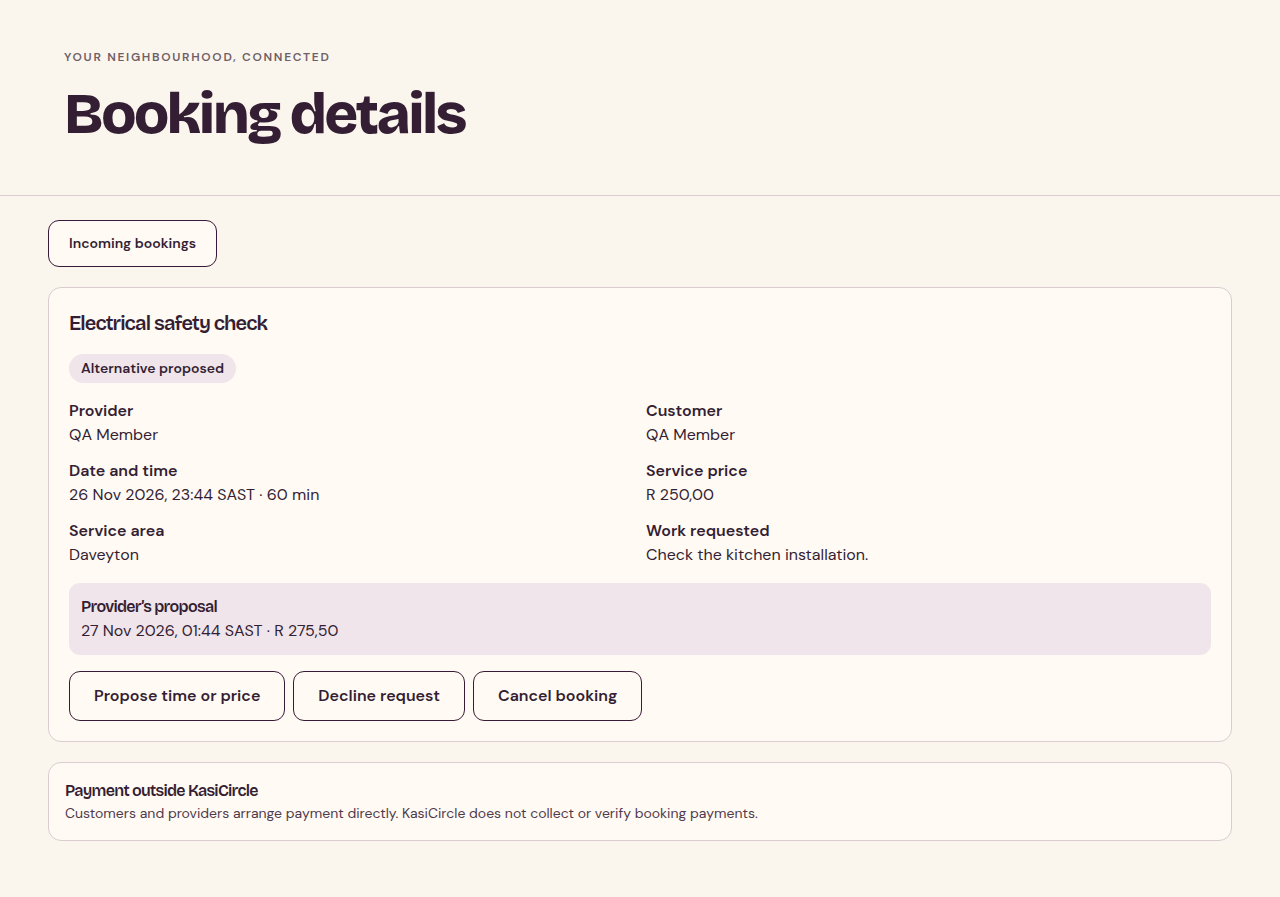 YOUR NEIGHBOURHOOD, CONNECTED
Booking details
Incoming bookings
Electrical safety check
Alternative proposed
Provider
QA Member
Customer
QA Member
Date and time
26 Nov 2026, 23:44 SAST · 60 min
Service price
R 250,00
Service area
Daveyton
Work requested
Check the kitchen installation.
Provider's proposal
27 Nov 2026, 01:44 SAST · R 275,50
Propose time or price
Decline request
Cancel booking
Payment outside KasiCircle
Customers and providers arrange payment directly. KasiCircle does not collect or verify booking payments.